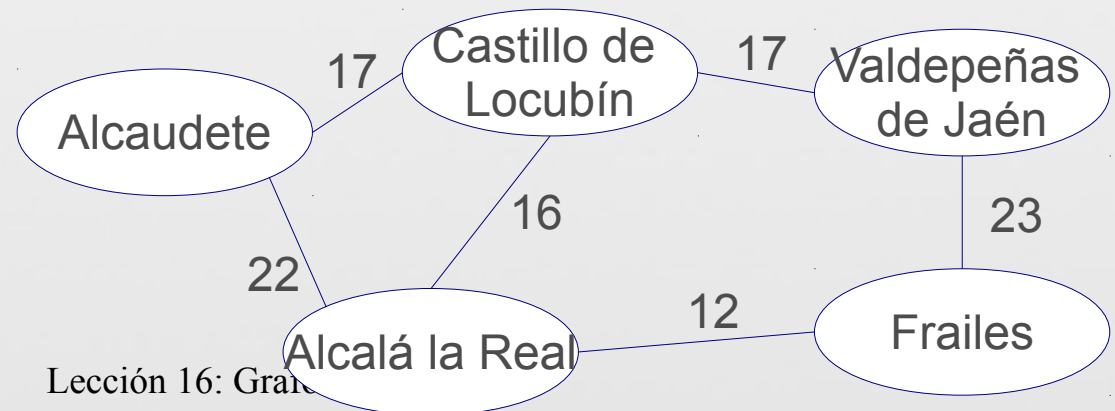 Castillo de
Locubín
17
17
Valdepeñas
de Jaén
Alcaudete
16
23
22
12
Alcalá la Real
Frailes
Lección 16: